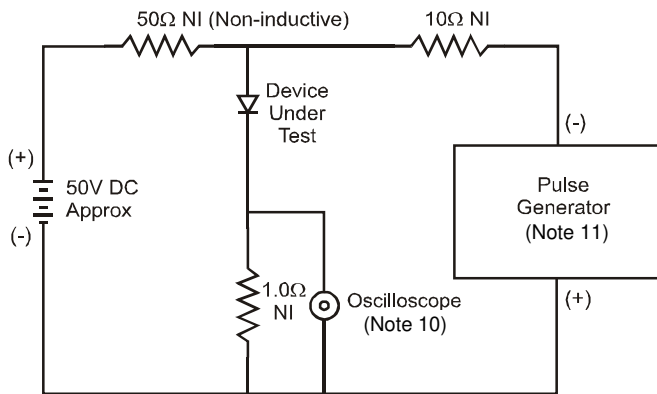 50Ω NI (Non-inductive)
10Ω NI
Device
Under
Test
(-)
(+)
50V DC
Approx
(-)
Pulse
Generator
(Note 11)
1.0Ω
NI
Oscilloscope
(Note 10)
(+)